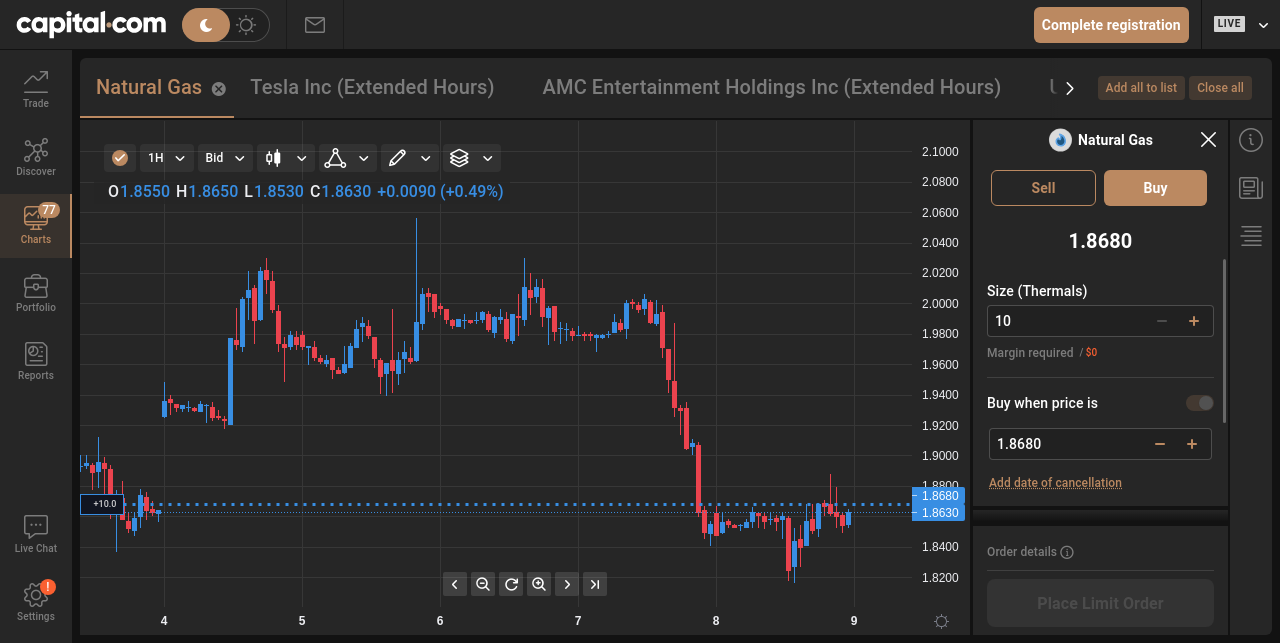 capital.com
Complete registration
LIVE
Trade
Discover
77
Charts
Portfolio
Reports
Live Chat
!
Settings
Natural Gas
Tesla Inc (Extended Hours)
AMC Entertainment Holdings Inc (Extended Hours)
Add all to list
Close all
1H
Bid
O1.8550 H1.8650 L1.8530 C1.8630 +0.0090 (+0.49%)
2.1000
2.0800
2.0600
2.0400
2.0200
2.0000
1.9800
1.9600
1.9400
1.9200
1.9000
1.8800
1.8680
1.8630
1.8400
1.8200
+10.0
4
5
6
7
8
9
Natural Gas
Sell
Buy
1.8680
Size (Thermals)
10
Margin required / $0
Buy when price is
1.8680
Add date of cancellation
Order details
Place Limit Order